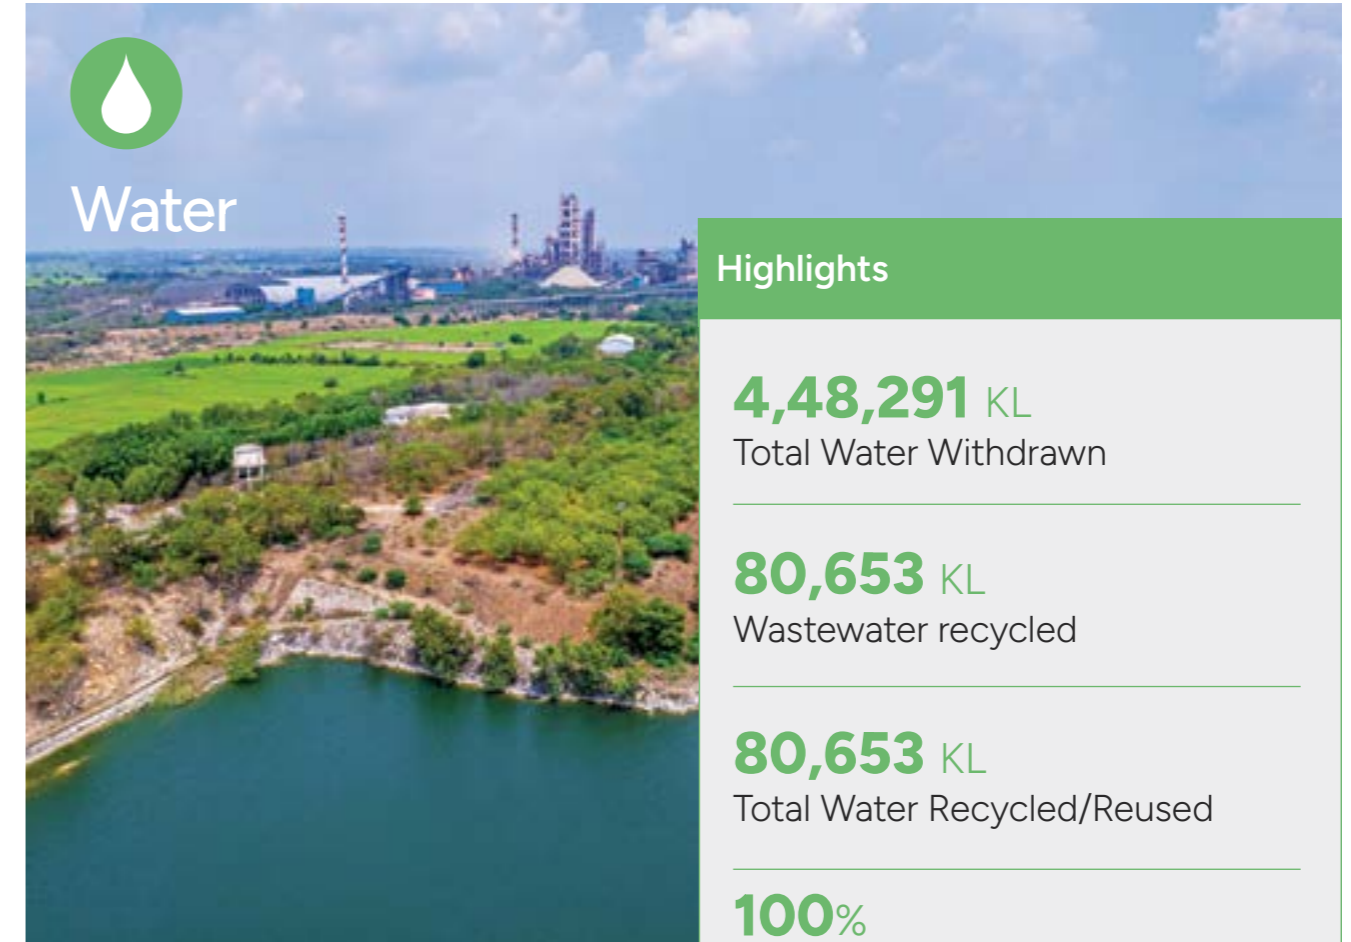 Water
Highlights
4,48,291 KL
Total Water Withdrawn
80,653 KL
Wastewater recycled
80,653 KL
Total Water Recycled/Reused
100%